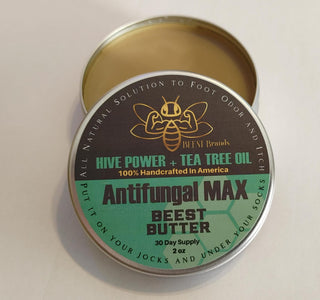 All Natural Solution to Foot Odor and Itch
BEEST Brands
HIVE POWER + TEA TREE OIL
100% Handcrafted in America
Antifungal MAX
BEEST
BUTTER
30 Day Supply
2 oz
Put it on your jocks and under your socks